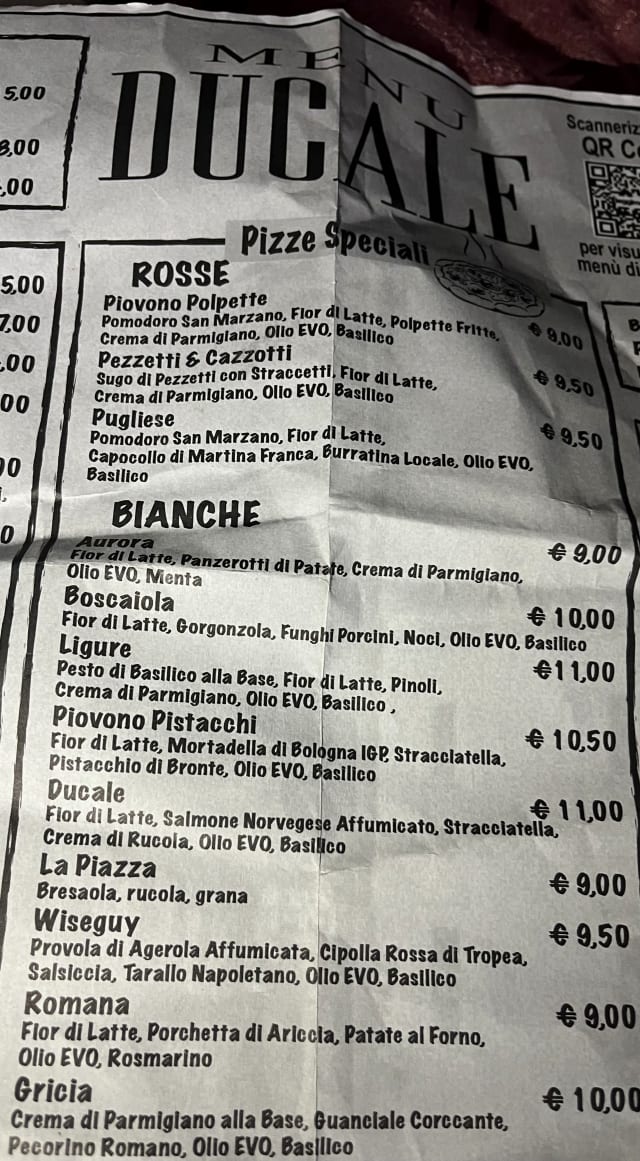 MENU
DUCALE
5,00
8,00
,00
Scanneriz
QR Co
per visu
menù di
5,00
7,00
,00
00
00
0
Pizze Speciali
ROSSE
Piovono Polpette
Pomodoro San Marzano, Fior di Latte, Polpette Fritte, € 9,00
Crema di Parmigiano, Olio EVO, Basilico
Pezzetti & Cazzotti
Sugo di Pezzetti con Straccetti, Fior di Latte, € 9,50
Crema di Parmigiano, Olio EVO, Basilico
Pugliese € 9,50
Pomodoro San Marzano, Fior di Latte,
Capocollo di Martina Franca, Burratina Locale, Olio EVO,
Basilico
BIANCHE
Aurora € 9,00
Fior di Latte, Panzerotti di Patate, Crema di Parmigiano,
Olio EVO, Menta
Boscaiola € 10,00
Fior di Latte, Gorgonzola, Funghi Porcini, Noci, Olio EVO, Basilico
Ligure €11,00
Pesto di Basilico alla Base, Fior di Latte, Pinoli,
Crema di Parmigiano, Olio EVO, Basilico ,
Piovono Pistacchi € 10,50
Fior di Latte, Mortadella di Bologna IGP, Stracciatella,
Pistacchio di Bronte, Olio EVO, Basilico
Ducale € 11,00
Fior di Latte, Salmone Norvegese Affumicato, Stracciatella,
Crema di Rucola, Olio EVO, Basilico
La Piazza € 9,00
Bresaola, rucola, grana
Wiseguy € 9,50
Provola di Agerola Affumicata, Cipolla Rossa di Tropea,
Salsiccia, Tarallo Napoletano, Olio EVO, Basilico
Romana € 9,00
Fior di Latte, Porchetta di Ariccia, Patate al Forno,
Olio EVO, Rosmarino
Gricia € 10,00
Crema di Parmigiano alla Base, Guanciale Croccante,
Pecorino Romano, Olio EVO, Basilico